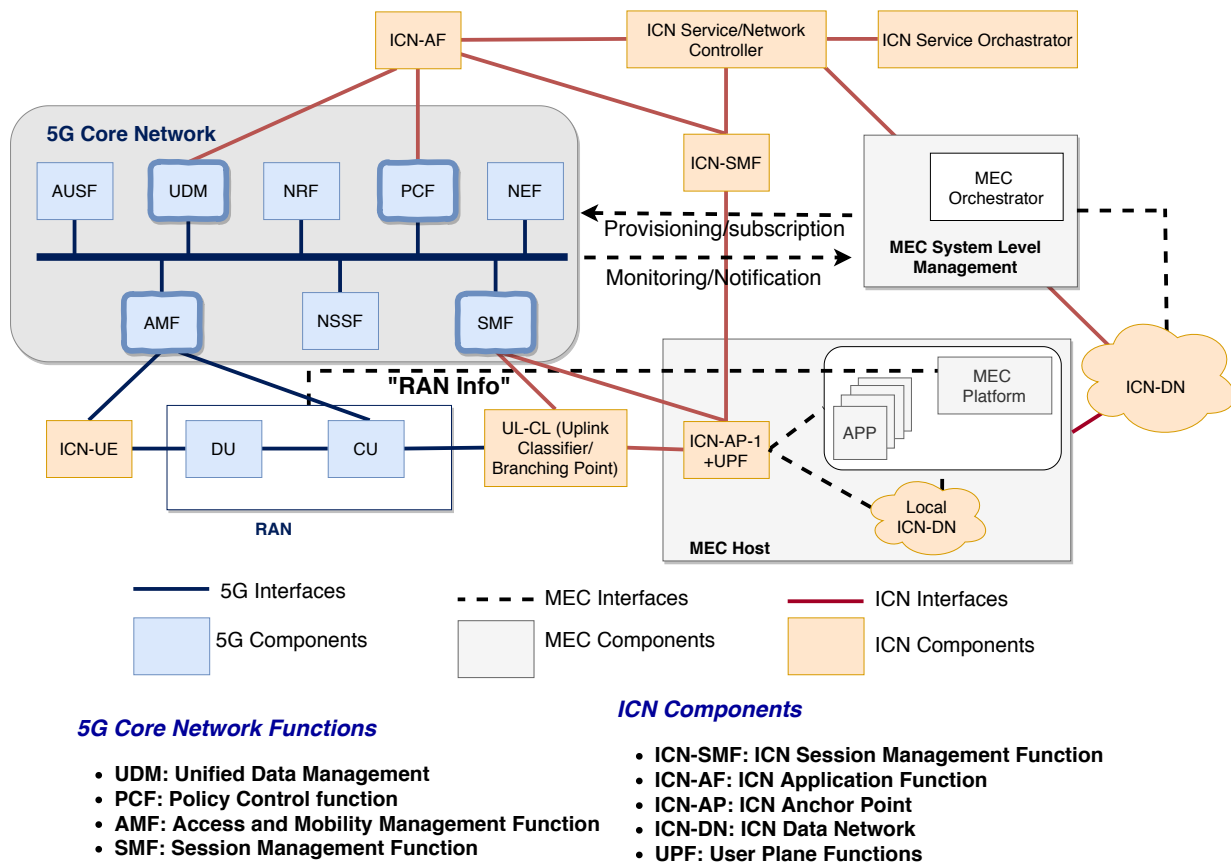 ICN-AF
ICN Service/Network
Controller
ICN Service Orchastrator
5G Core Network
AUSF
UDM
NRF
PCF
NEF
ICN-SMF
MEC
Orchestrator
MEC System Level
Management
Provisioning/subscription
Monitoring/Notification
AMF
NSSF
SMF
"RAN Info"
ICN-UE
DU
CU
RAN
UL-CL (Uplink
Classifier/
Branching Point)
ICN-AP-1
+UPF
APP
MEC
Platform
Local
ICN-DN
MEC Host
ICN-DN
5G Interfaces
MEC Interfaces
ICN Interfaces
5G Components
MEC Components
ICN Components
5G Core Network Functions
• UDM: Unified Data Management
• PCF: Policy Control function
• AMF: Access and Mobility Management Function
• SMF: Session Management Function
ICN Components
• ICN-SMF: ICN Session Management Function
• ICN-AF: ICN Application Function
• ICN-AP: ICN Anchor Point
• ICN-DN: ICN Data Network
• UPF: User Plane Functions